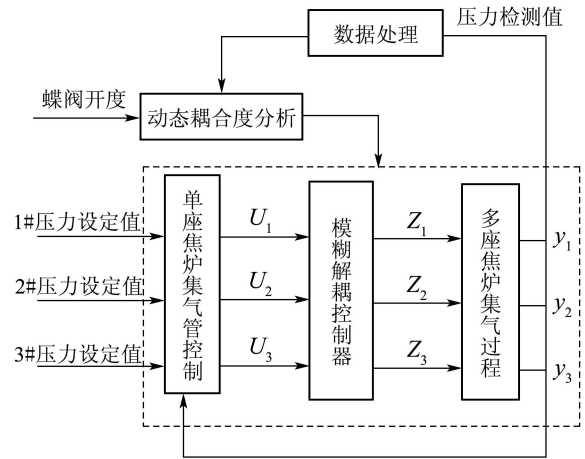 压力检测值
数据处理
蝶阀开度
动态耦合度分析
1#压力设定值
2#压力设定值
3#压力设定值
单座焦炉集气管控制
U1
U2
U3
模糊解耦控制器
Z1
Z2
Z3
多座焦炉集气过程
y1
y2
y3